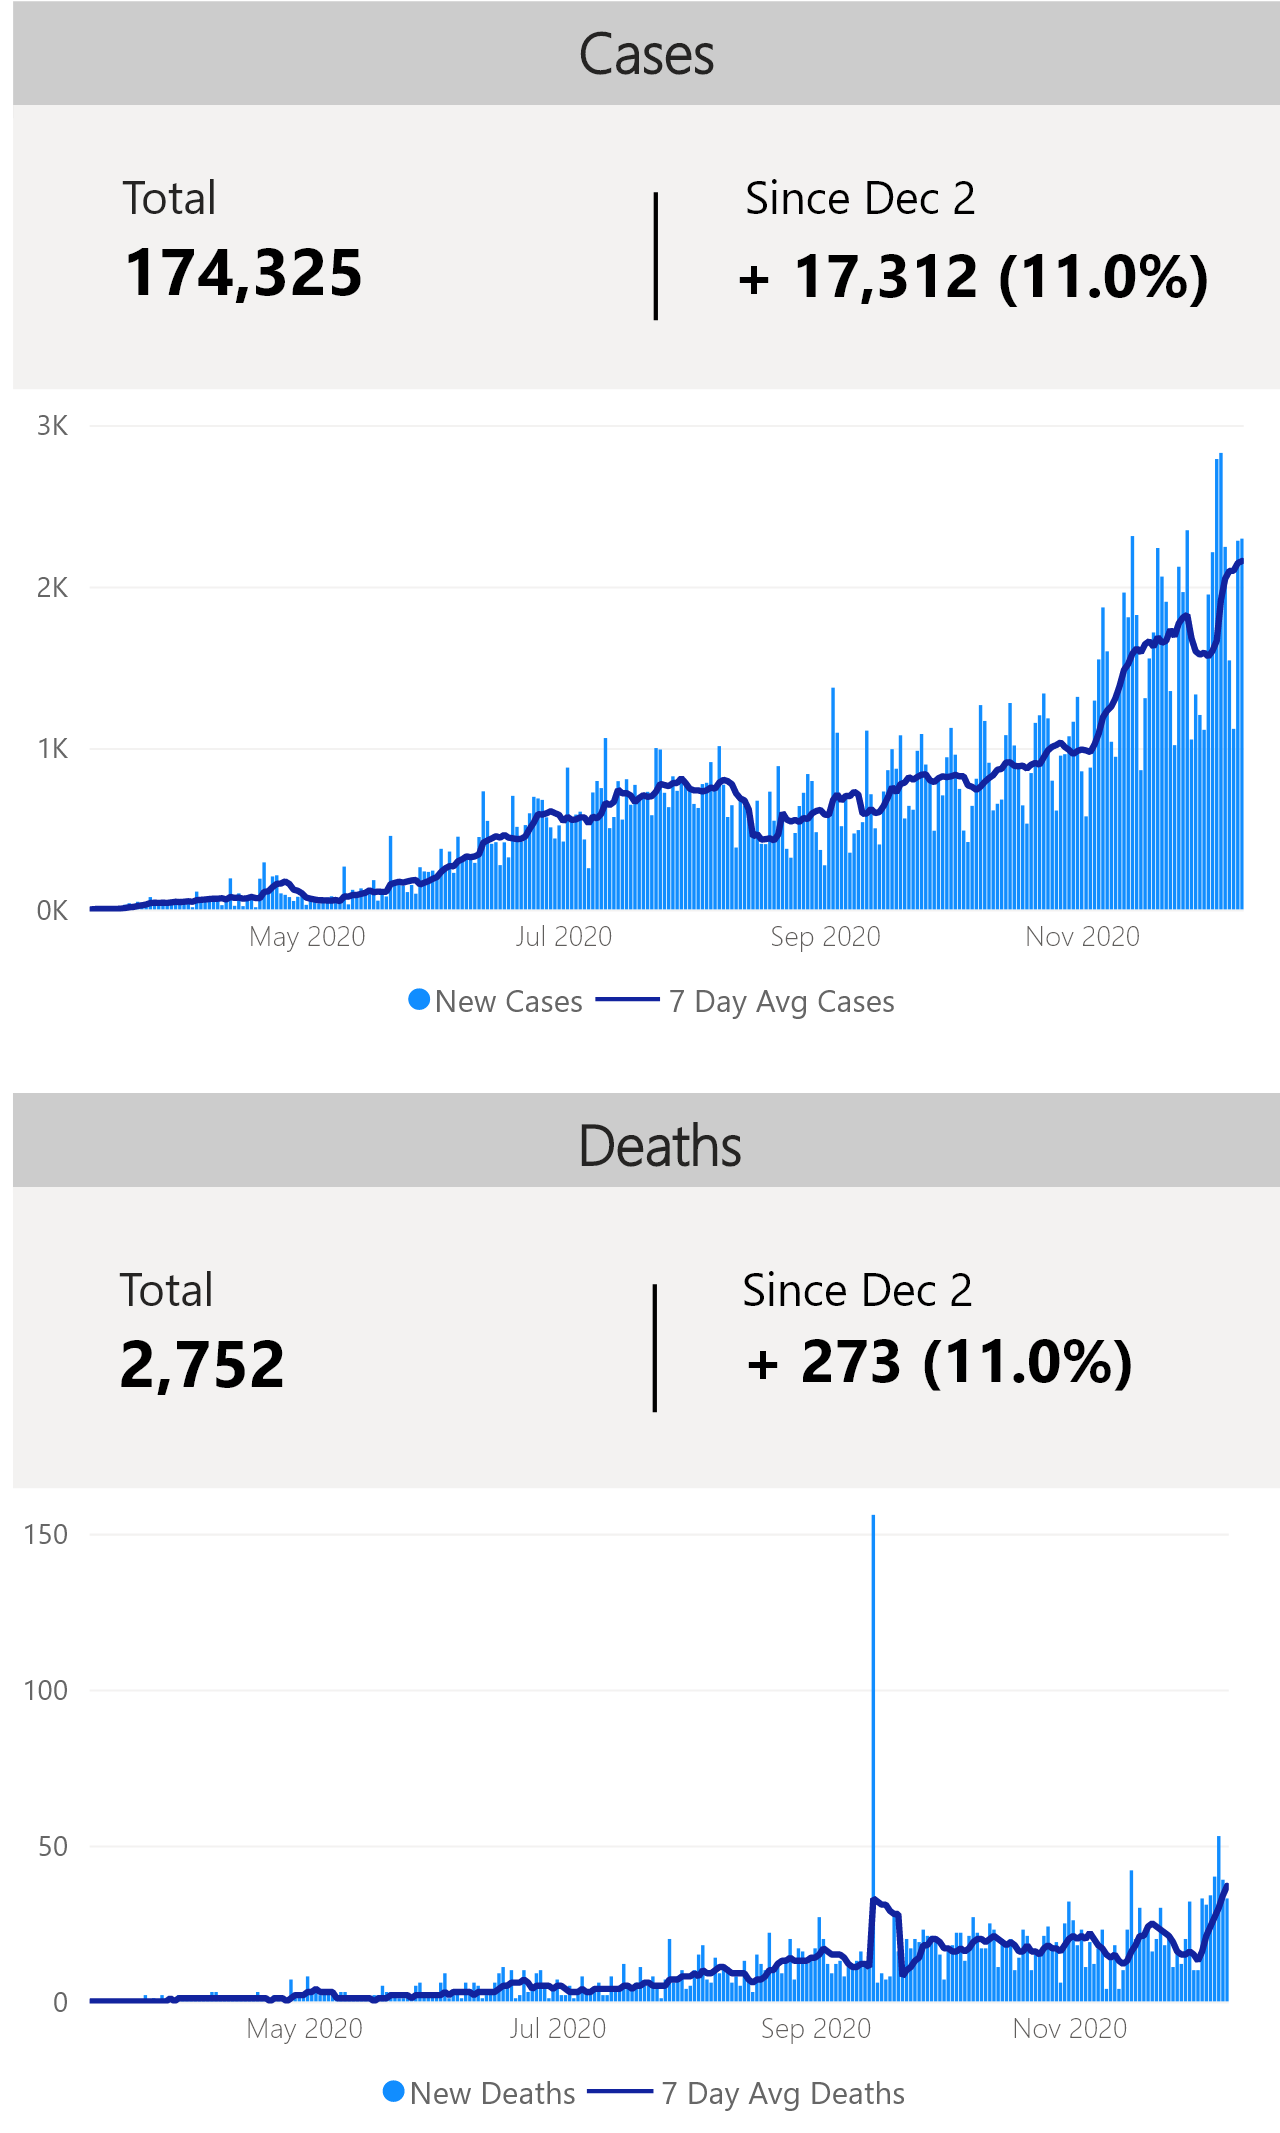 Cases
Total
Since Dec 2
174,325
+ 17,312 (11.0%)
3K
2K
1K
0K
May 2020
Jul 2020
Sep 2020
Nov 2020
New Cases
7 Day Avg Cases
Deaths
Total
Since Dec 2
2,752
+ 273 (11.0%)
150
100
50
0
May 2020
Jul 2020
Sep 2020
Nov 2020
New Deaths
7 Day Avg Deaths